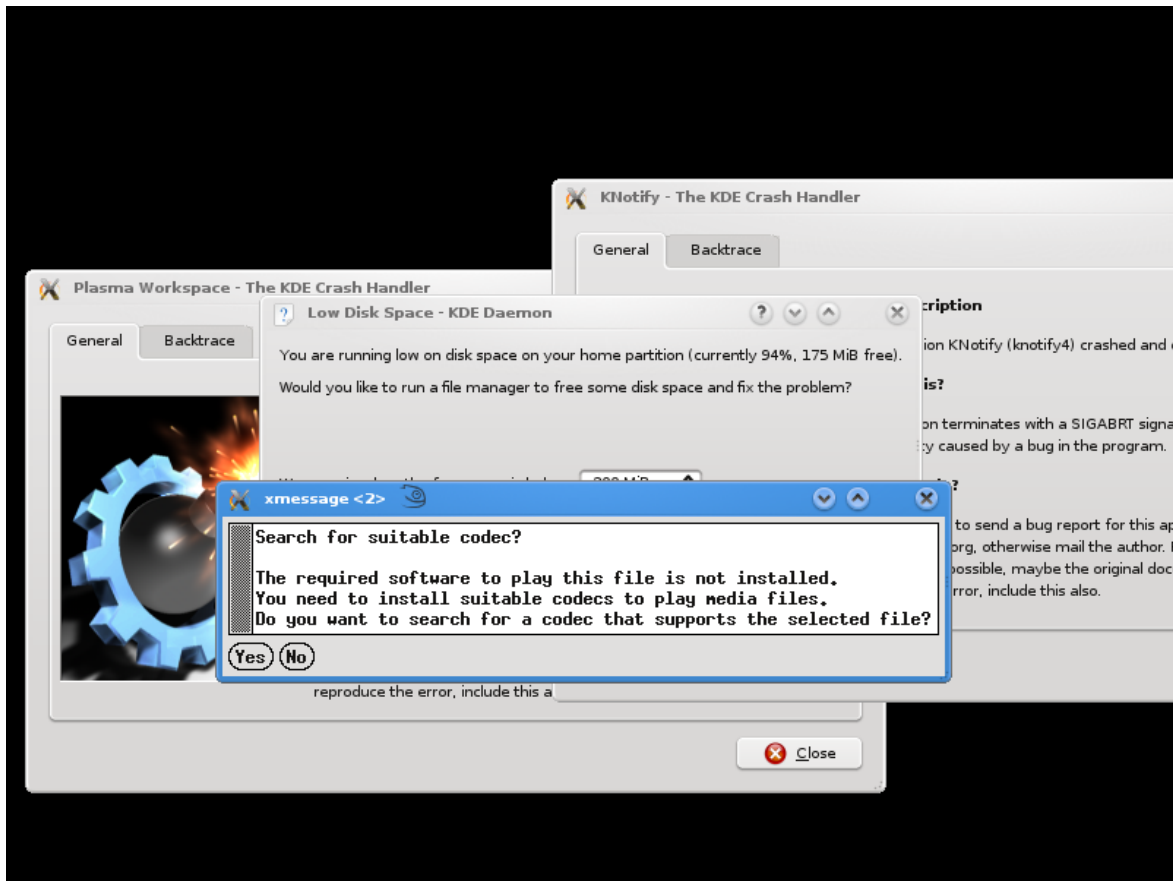 KNotify - The KDE Crash Handler
General Backtrace
cription
ion KNotify (knotify4) crashed and
is?
on terminates with a SIGABRT signa
y caused by a bug in the program.
?
to send a bug report for this ap
org, otherwise mail the author.
possible, maybe the original doc
rror, include this also.
Plasma Workspace - The KDE Crash Handler
General Backtrace
reproduce the error, include this a
Close
Low Disk Space - KDE Daemon
You are running low on disk space on your home partition (currently 94%, 175 MiB free).
Would you like to run a file manager to free some disk space and fix the problem?
xmessage <2>
Search for suitable codec?
The required software to play this file is not installed.
You need to install suitable codecs to play media files.
Do you want to search for a codec that supports the selected file?
Yes No